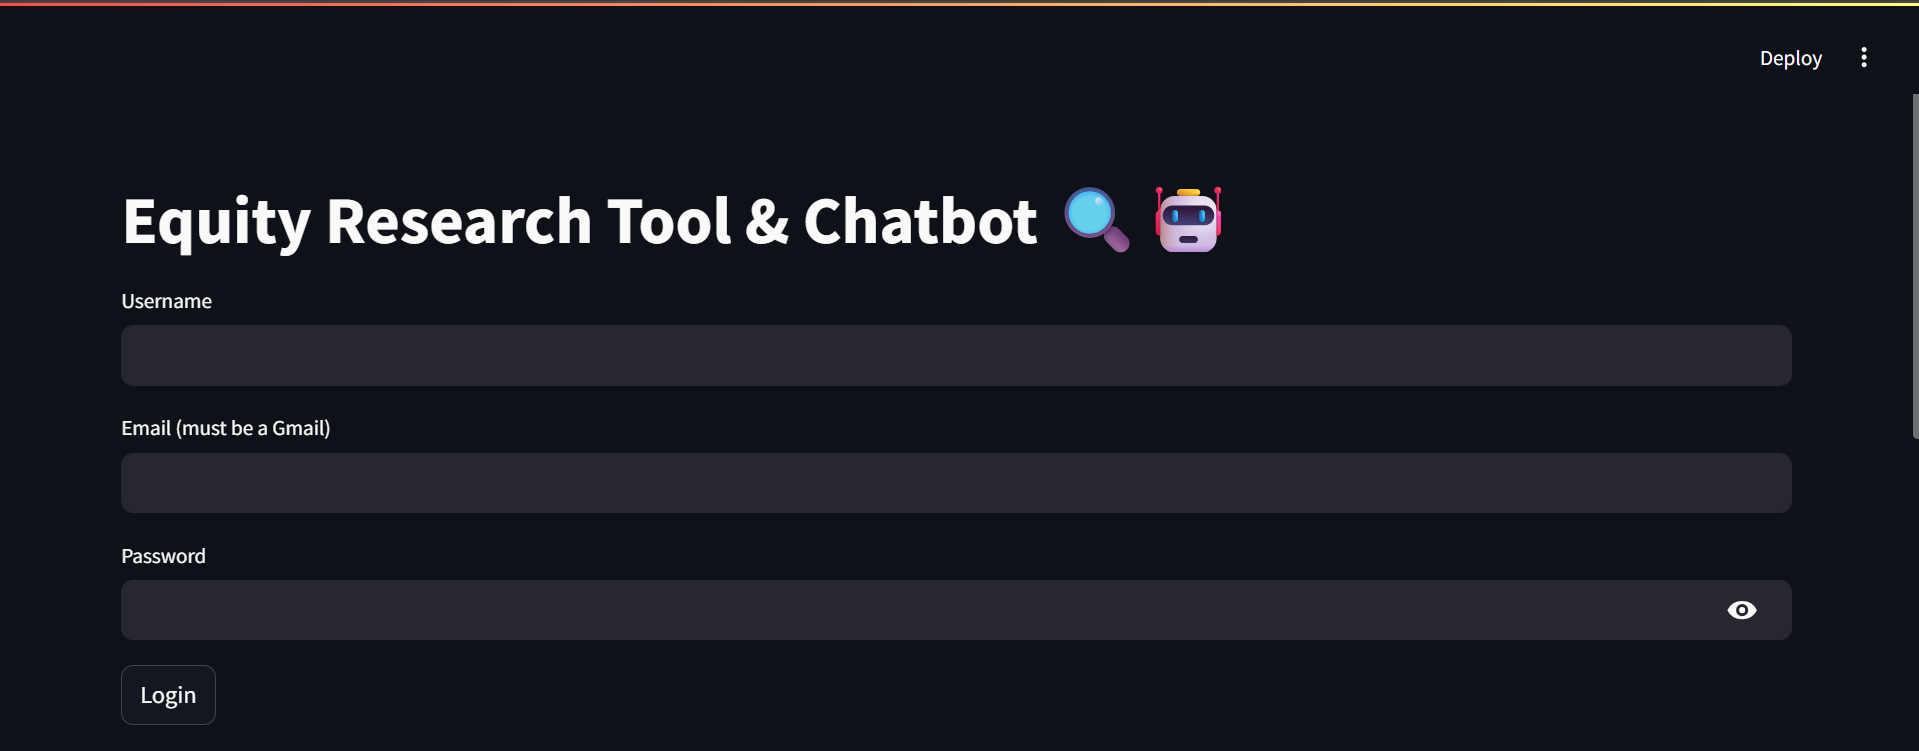 Deploy
Equity Research Tool & Chatbot
Username
Email (must be a Gmail)
Password
Login